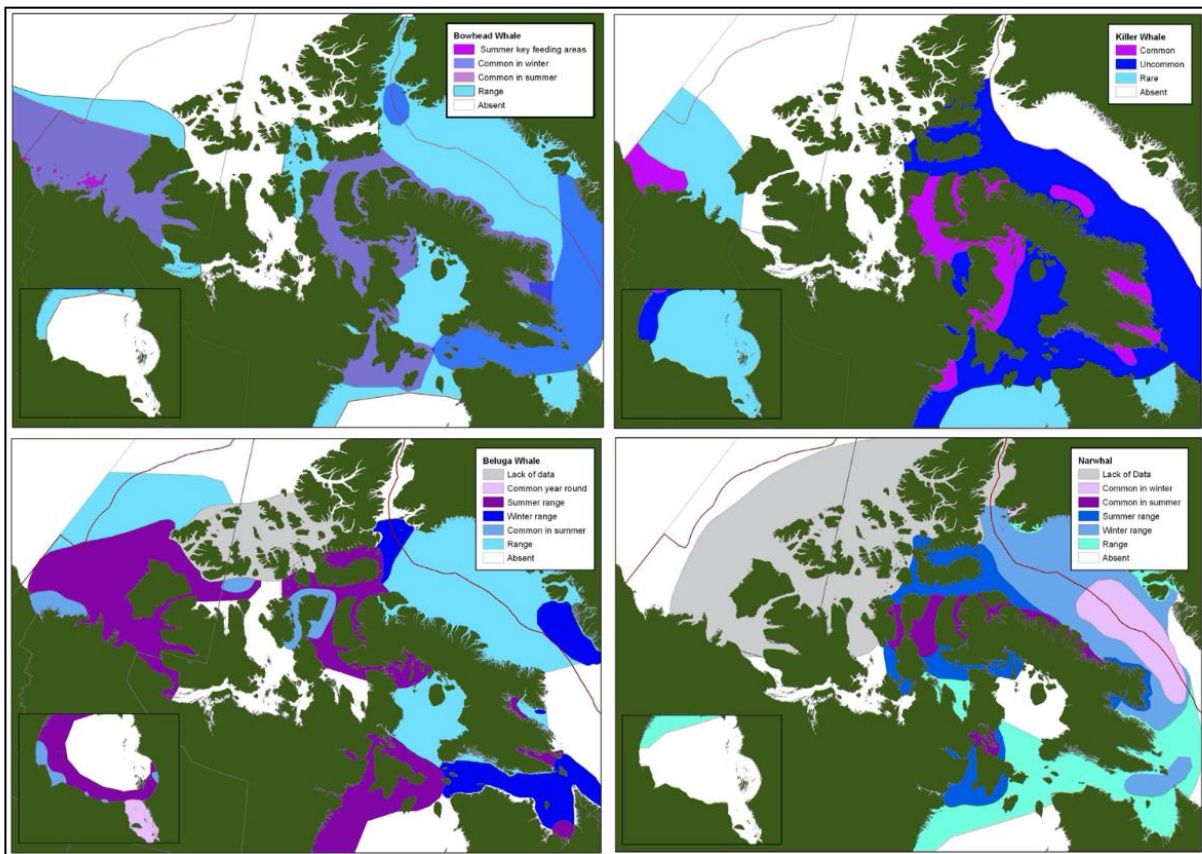 Bowhead Whale
Summer key feeding areas
Common in winter
Common in summer
Range
Absent
Killer Whale
Common
Uncommon
Rare
Absent
Beluga Whale
Lack of data
Common year round
Summer range
Winter range
Common in summer
Range
Absent
Narwhal
Lack of Data
Common in winter
Common in summer
Summer range
Winter range
Range
Absent